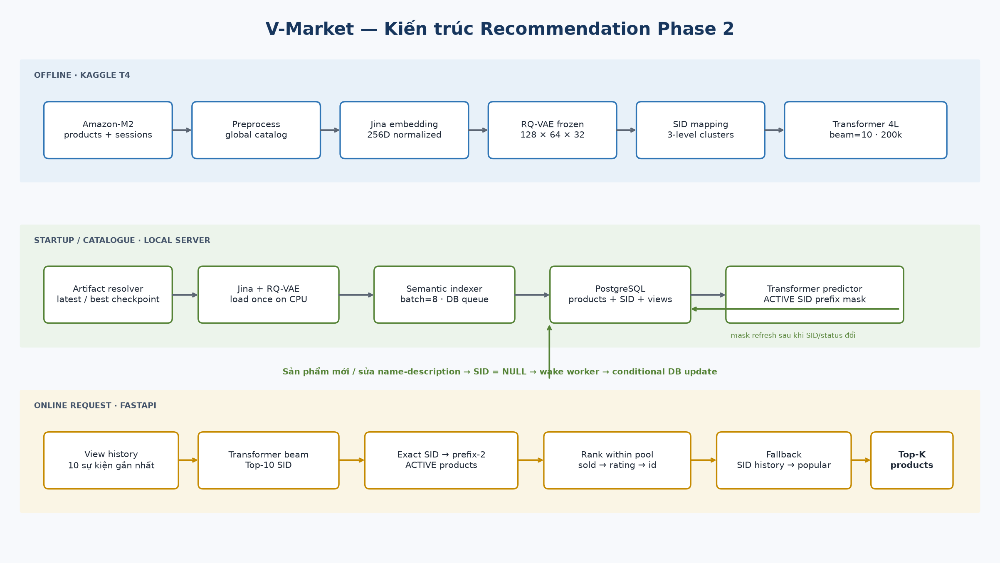 V-Market — Kiến trúc Recommendation Phase 2
OFFLINE · KAGGLE T4
Amazon-M2
products + sessions
Preprocess
global catalog
Jina embedding
256D normalized
RQ-VAE frozen
128 × 64 × 32
SID mapping
3-level clusters
Transformer 4L
beam=10 · 200k
STARTUP / CATALOGUE · LOCAL SERVER
Artifact resolver
latest / best checkpoint
Jina + RQ-VAE
load once on CPU
Semantic indexer
batch=8 · DB queue
PostgreSQL
products + SID + views
Transformer predictor
ACTIVE SID prefix mask
mask refresh sau khi SID/status đổi
Sản phẩm mới / sửa name-description → SID = NULL → wake worker → conditional DB update
ONLINE REQUEST · FASTAPI
View history
10 sự kiện gần nhất
Transformer beam
Top-10 SID
Exact SID → prefix-2
ACTIVE products
Rank within pool
sold → rating → id
Fallback
SID history → popular
Top-K
products